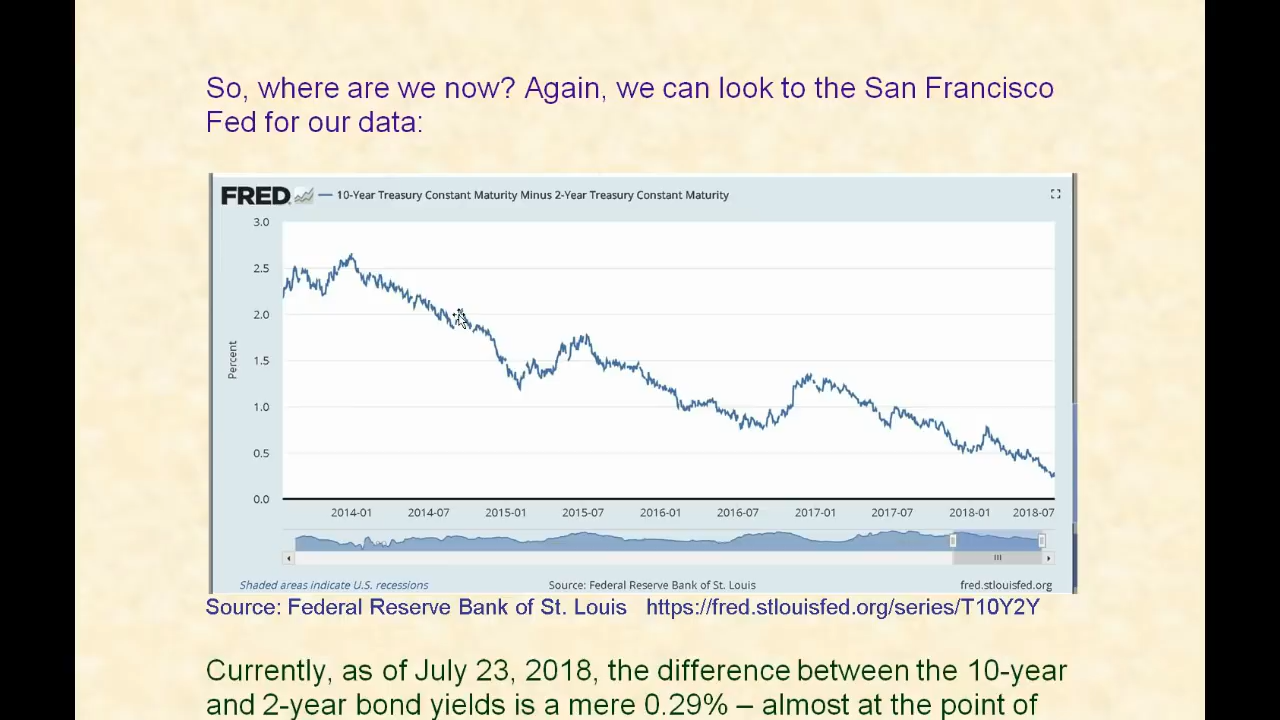 So, where are we now? Again, we can look to the San Francisco
Fed for our data:
FRED 10-Year Treasury Constant Maturity Minus 2-Year Treasury Constant Maturity
3.0
2.5
2.0
1.5
1.0
0.5
0.0
Percent
2014-01 2014-07 2015-01 2015-07 2016-01 2016-07 2017-01 2017-07 2018-01 2018-07
Shaded areas indicate U.S. recessions Source: Federal Reserve Bank of St. Louis fred.stlouisfed.org
Source: Federal Reserve Bank of St. Louis https://fred.stlouisfed.org/series/T10Y2Y
Currently, as of July 23, 2018, the difference between the 10-year
and 2-year bond yields is a mere 0.29% – almost at the point of